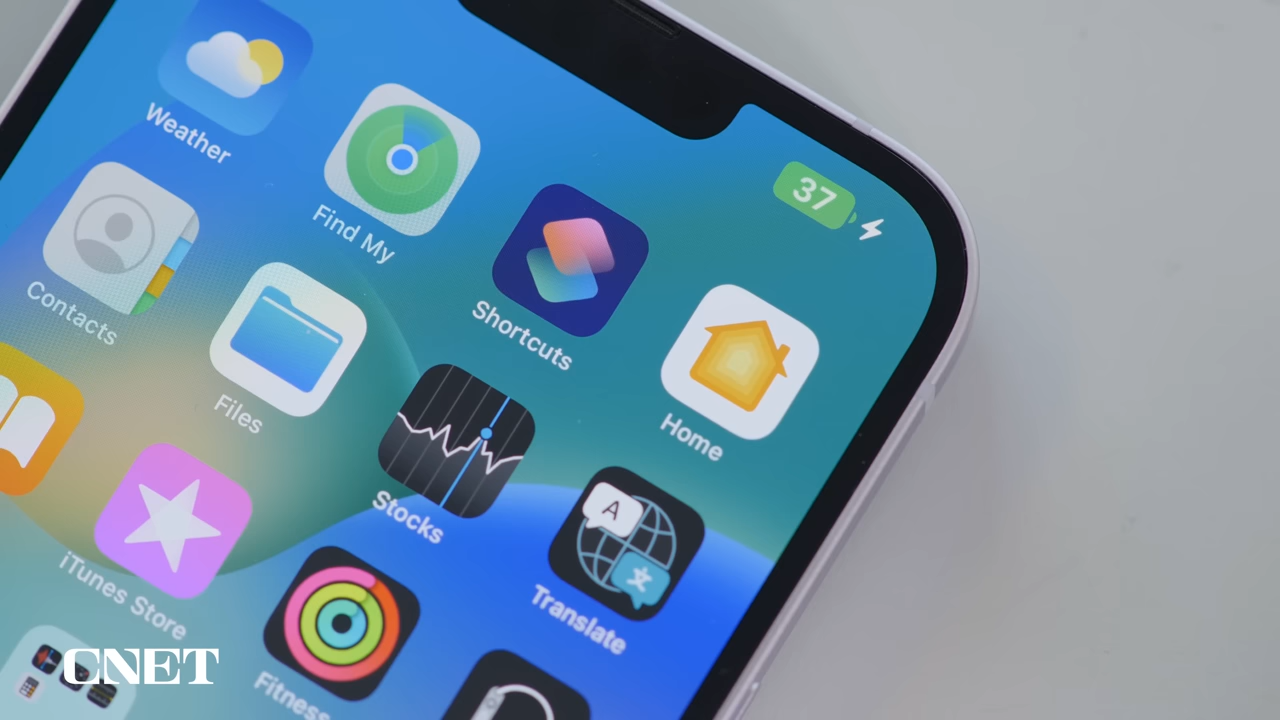 37
Weather
Find My
Shortcuts
Home
Contacts
Files
Stocks
Translate
A
文
iTunes Store
Fitness
CNET